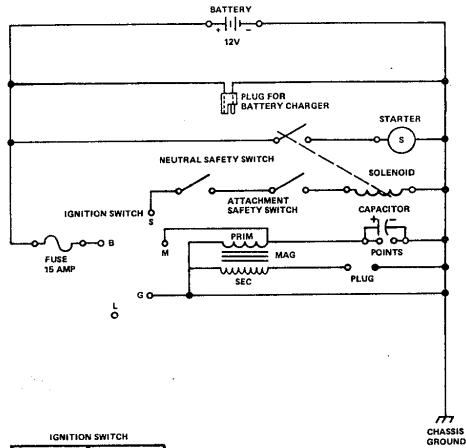 BATTERY
+ −
12V
PLUG FOR
BATTERY CHARGER
STARTER
S
NEUTRAL SAFETY SWITCH
SOLENOID
ATTACHMENT
SAFETY SWITCH
IGNITION SWITCH
S
CAPACITOR
+ −
PRIM
B
M
MAG
POINTS
FUSE
15 AMP
SEC
PLUG
G
L
CHASSIS
GROUND
IGNITION SWITCH